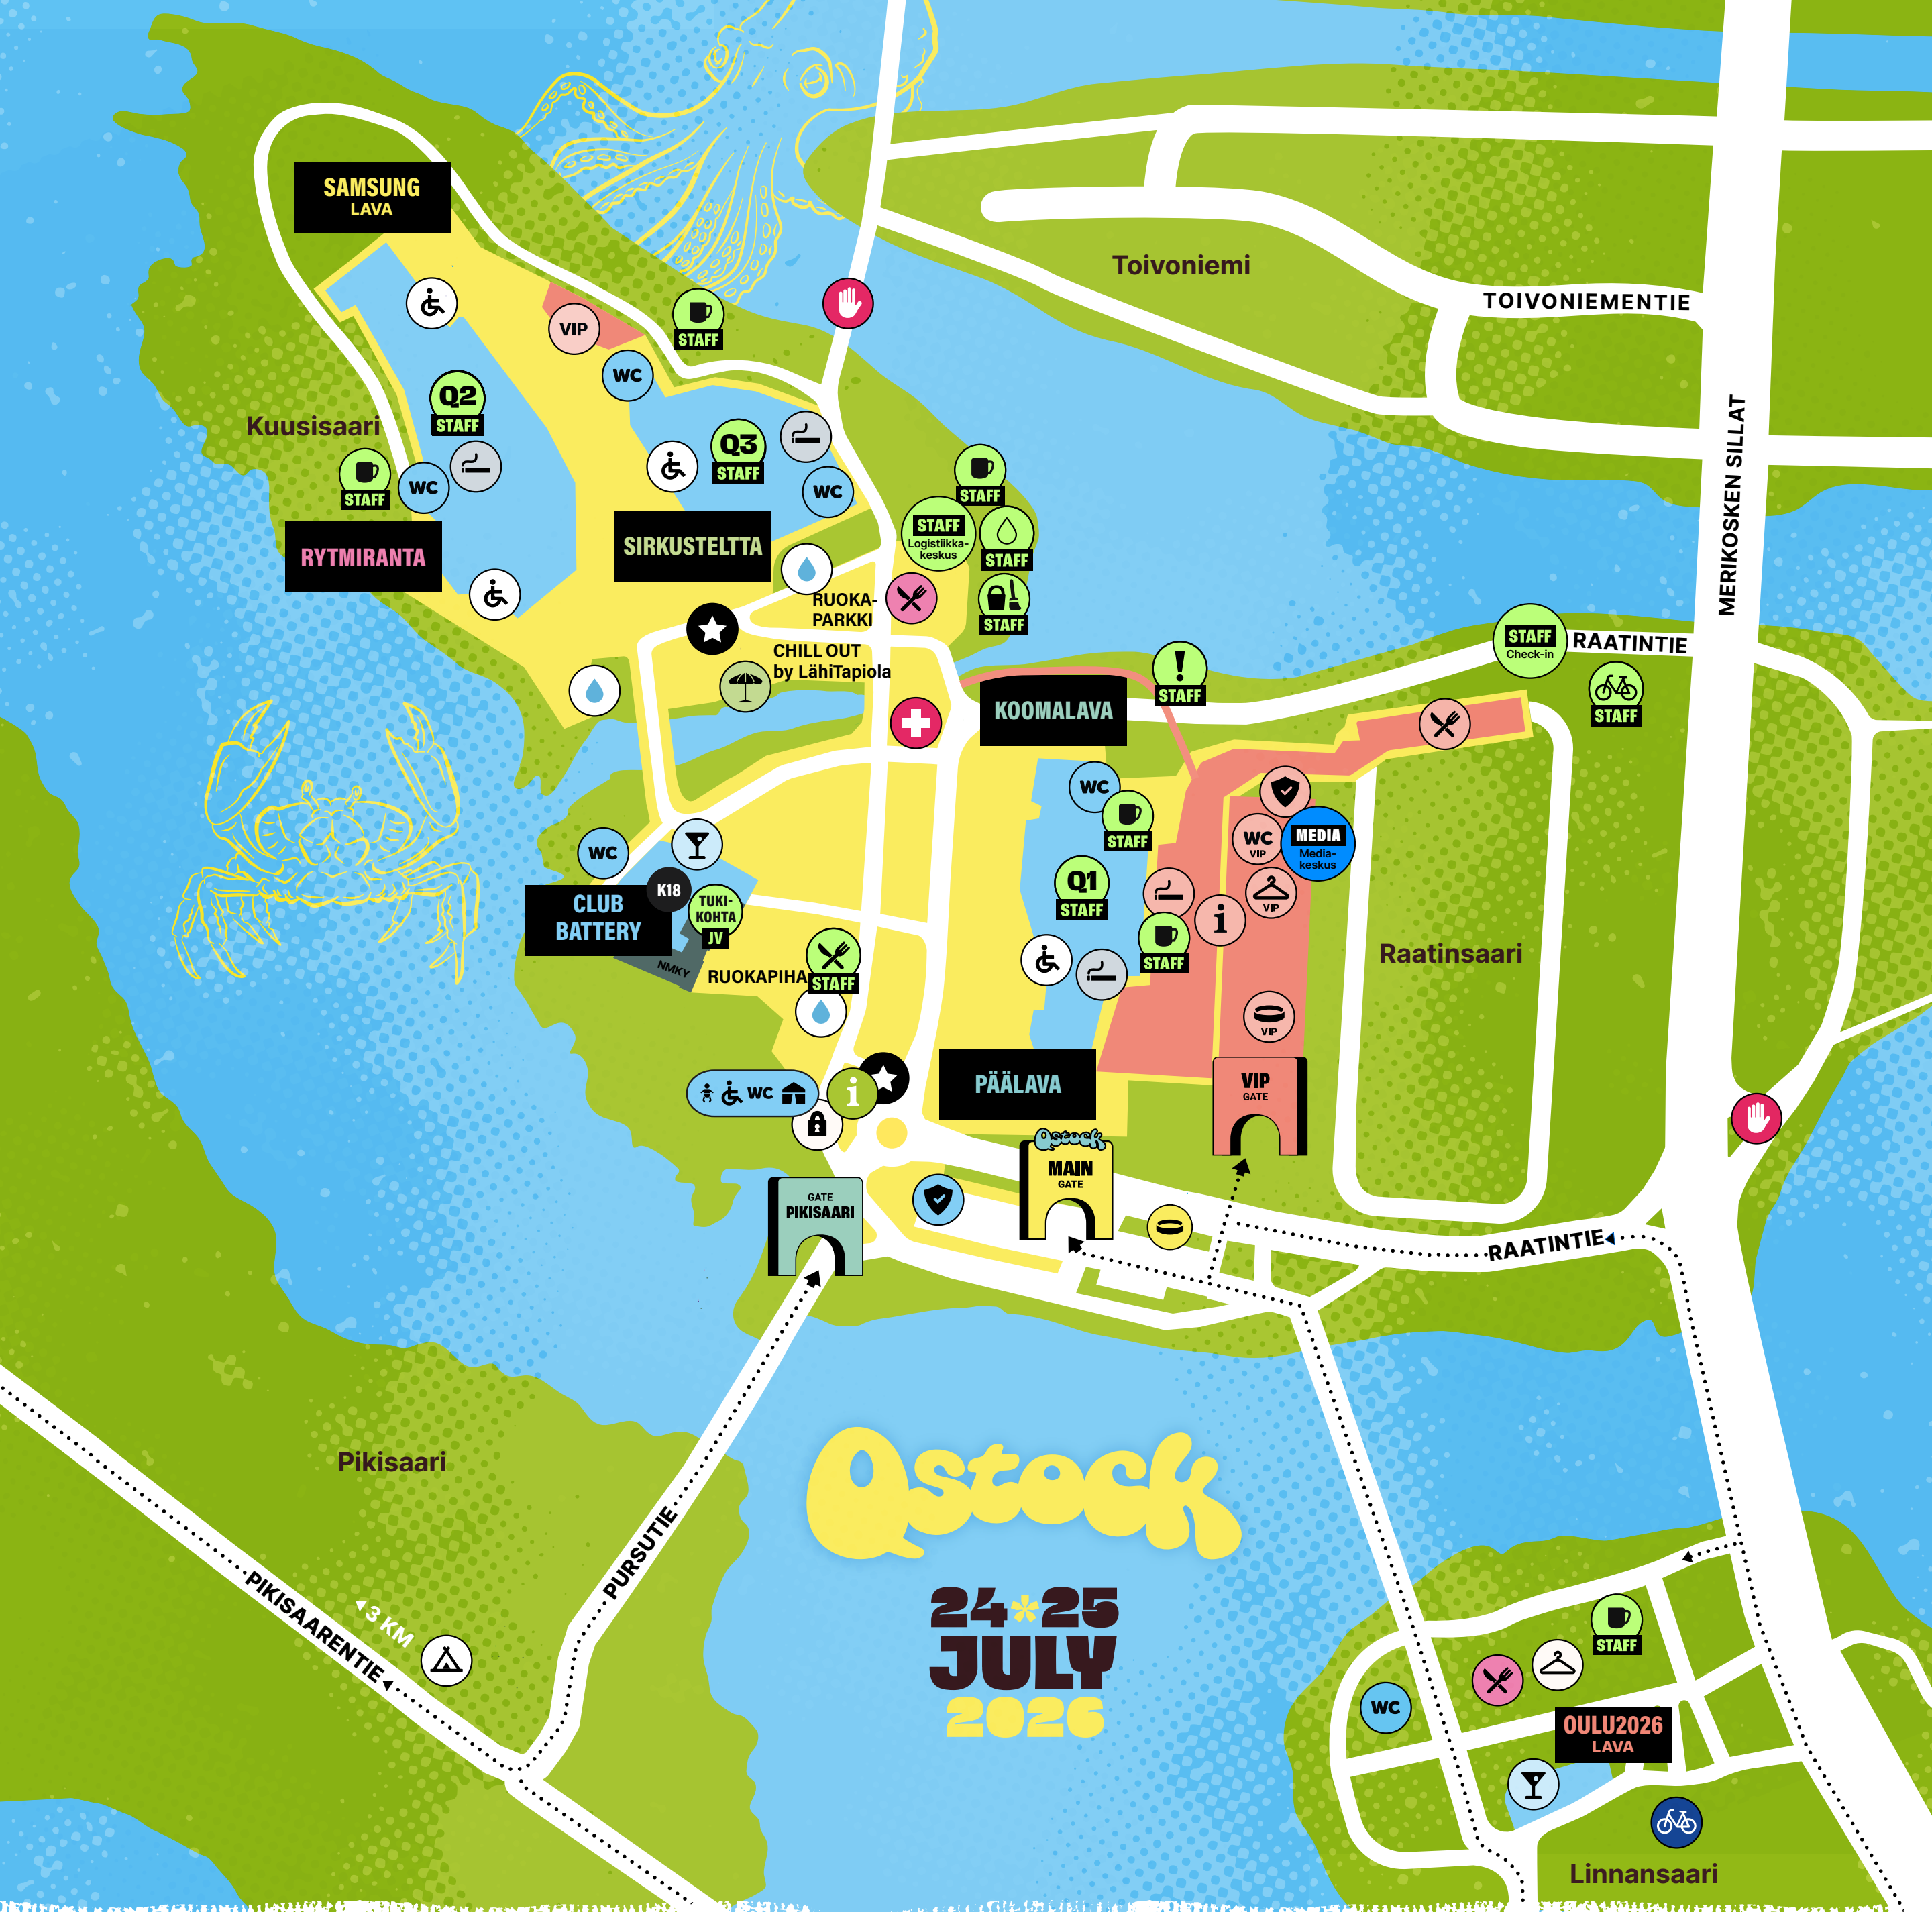 SAMSUNG
LAVA
Toivoniemi
TOIVONIEMENTIE
VIP
STAFF
WC
MERIKOSKEN SILLAT
Q2
STAFF
Kuusisaari
STAFF
WC
Q3
STAFF
WC
STAFF
STAFF
Logistiikka-
keskus
STAFF
STAFF
RYTMIRANTA
SIRKUSTELTTA
RUOKA-
PARKKI
CHILL OUT
by LähiTapiola
STAFF
Check-in
RAATINTIE
STAFF
STAFF
KOOMALAVA
WC
STAFF
WC
VIP
MEDIA
Media-
keskus
WC
K18
CLUB
BATTERY
TUKI-
KOHTA
JV
NMKY
RUOKAPIHA
STAFF
Q1
STAFF
VIP
i
STAFF
Raatinsaari
VIP
WC
i
PÄÄLAVA
VIP
GATE
Qstock
MAIN
GATE
GATE
PIKISAARI
RAATINTIE
Pikisaari
PURSUTIE
PIKISAARENTIE
3 KM
Qstock
24*25
JULY
2026
STAFF
WC
OULU2026
LAVA
Linnansaari